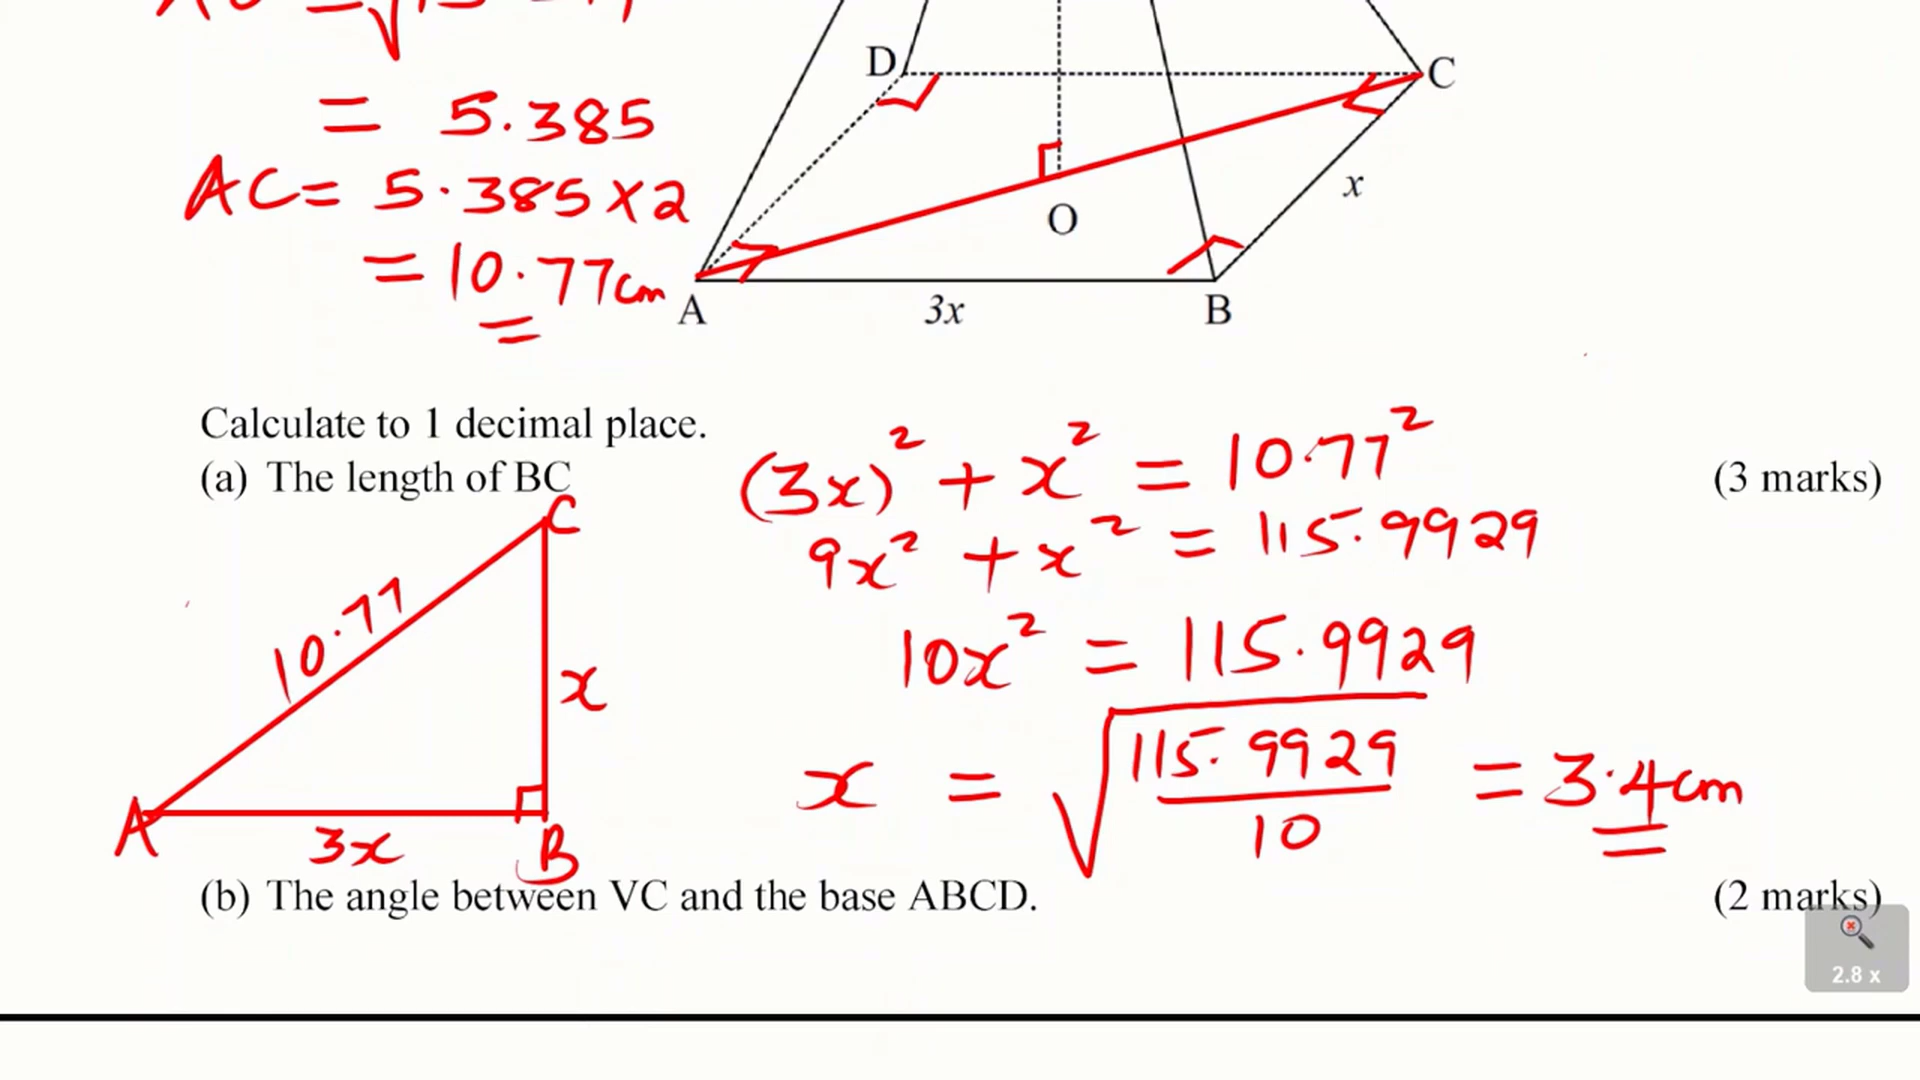 = 5.385
AC = 5.385 × 2
= 10.77cm
D
C
x
O
A
3x
B
Calculate to 1 decimal place.
(a) The length of BC
(3 marks)
(3x)² + x² = 10.77²
9x² + x² = 115.9929
10x² = 115.9929
x = √115.9929/10 = 3.4cm
C
10.77
x
A
3x
B
(b) The angle between VC and the base ABCD.
(2 marks)
2.8 x